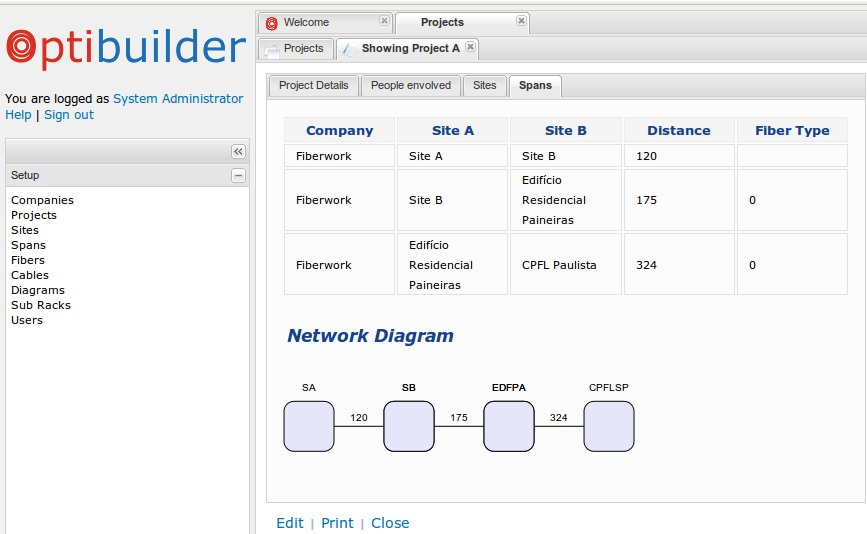 Optibuilder
You are logged as System Administrator
Help | Sign out
Setup
Companies
Projects
Sites
Spans
Fibers
Cables
Diagrams
Sub Racks
Users
Welcome Projects
Projects Showing Project A
Project Details People envolved Sites Spans
Company Site A Site B Distance Fiber Type
Fiberwork Site A Site B 120
Fiberwork Site B Edifício
Residencial
Paineiras 175 0
Fiberwork Edifício
Residencial
Paineiras CPFL Paulista 324 0
Network Diagram
SA SB EDFPA CPFLSP
120 175 324
Edit | Print | Close